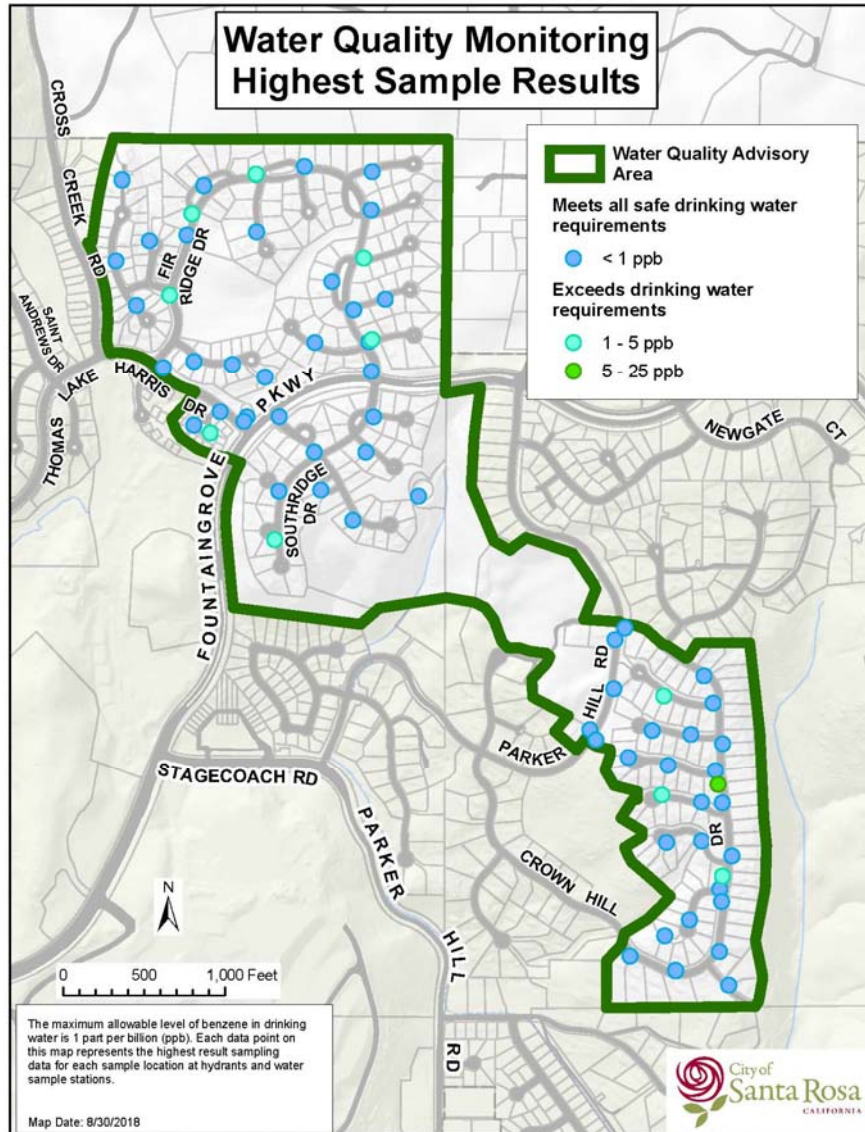 Water Quality Monitoring
Highest Sample Results
Water Quality Advisory
Area
Meets all safe drinking water
requirements
< 1 ppb
Exceeds drinking water
requirements
1 - 5 ppb
5 - 25 ppb
CROSS
CREEK
RD
FIR
RIDGE DR
SAINT
ANDREWS DR
THOMAS
LAKE
HARRIS
DR
PKWY
FOUNTAINGROVE
SOUTHRIDGE
DR
NEWGATE
CT
PARKER
HILL RD
STAGECOACH RD
PARKER
HILL
RD
CROWN HILL
DR
N
0 500 1,000 Feet
The maximum allowable level of benzene in drinking
water is 1 part per billion (ppb). Each data point on
this map represents the highest result sampling
data for each sample location at hydrants and water
sample stations.
Map Date: 8/30/2018
City of
Santa Rosa
CALIFORNIA